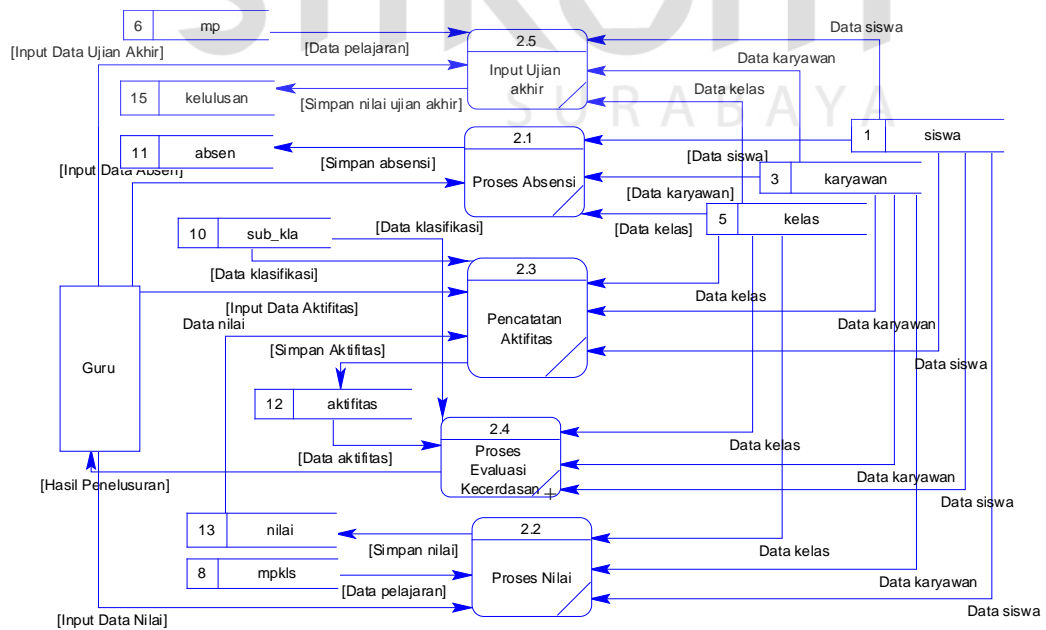 6 mp
[Data pelajaran]
Data siswa
[Input Data Ujian Akhir]
2.5
Input Ujian
akhir
Data karyawan
15 kelulusan
[Simpan nilai ujian akhir]
Data kelas
SURABAYA
1 siswa
11 absen
[Simpan absensi]
2.1
Proses Absensi
[Data siswa]
[Input Data Absen]
3 karyawan
[Data karyawan]
5 kelas
[Data kelas]
10 sub_kla
[Data klasifikasi]
[Data klasifikasi]
2.3
Pencatatan
Aktifitas
Data kelas
[Input Data Aktifitas]
Data nilai
Data karyawan
[Simpan Aktifitas]
Data siswa
Guru
12 aktifitas
2.4
Proses
Evaluasi
Kecerdasan
[Data aktifitas]
Data kelas
Data karyawan
[Hasil Penelusuran]
Data siswa
13 nilai
[Simpan nilai]
2.2
Proses Nilai
Data kelas
8 mpkls
[Data pelajaran]
Data karyawan
Data siswa
[Input Data Nilai]